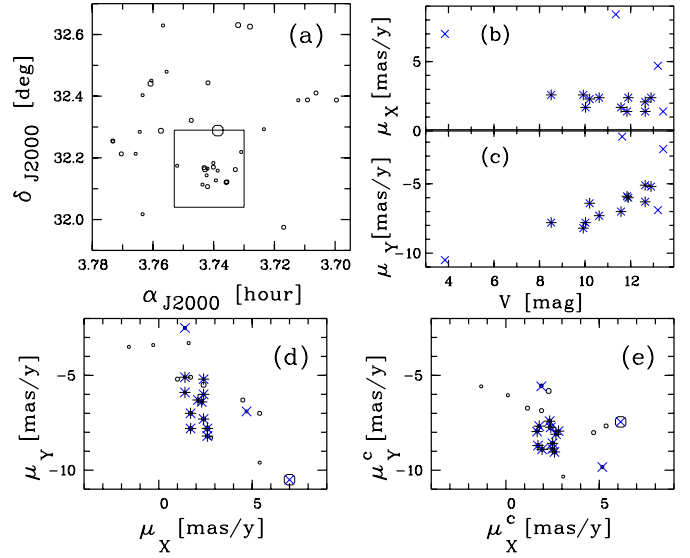 32.6
32.4
32.2
32.0
δ J2000 [deg]
(a)
3.78
3.76
3.74
3.72
3.70
α J2000 [hour]
(b)
5
0
μ X [mas/y]
(c)
-5
-10
μ Y [mas/y]
4
6
8
10
12
V [mag]
(d)
-5
-10
μ Y [mas/y]
0
5
μ X [mas/y]
(e)
-5
-10
μ c Y [mas/y]
0
5
μ c X [mas/y]